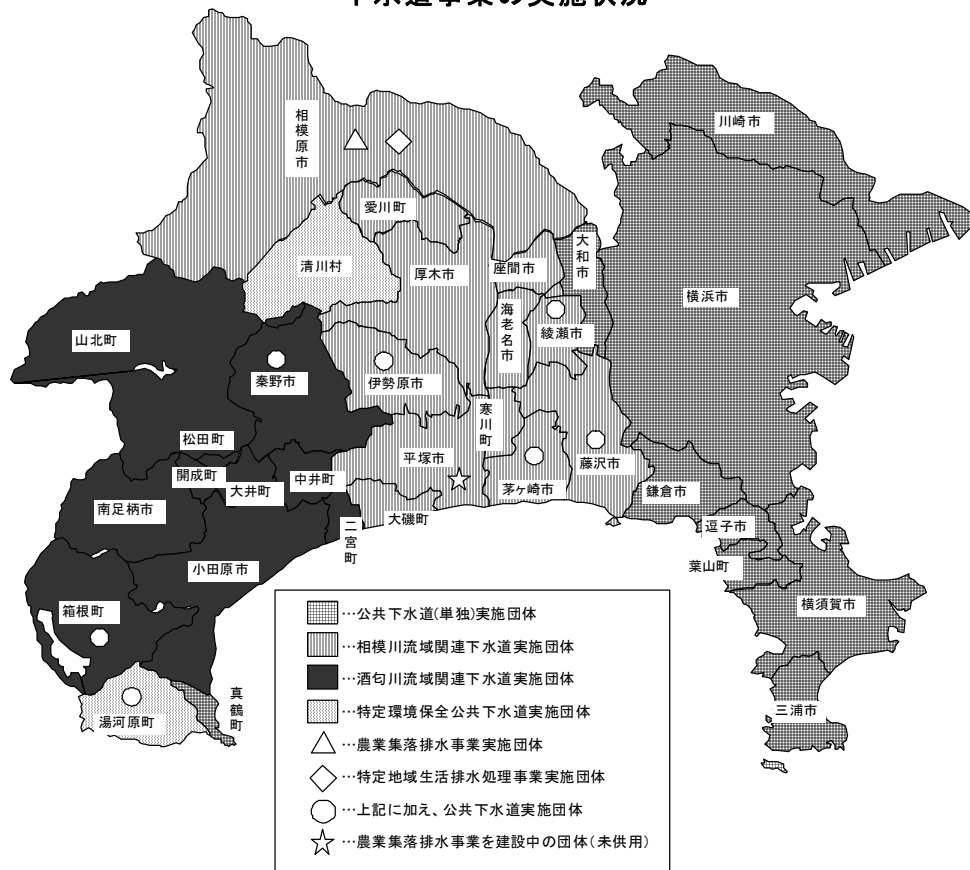 下水道事業の実施状況
川崎市
相模原市
愛川町
大和市
清川村
厚木市
座間市
横浜市
海老名市
綾瀬市
山北町
秦野市
伊勢原市
寒川町
松田町
平塚市
藤沢市
開成町
大井町
中井町
茅ヶ崎市
鎌倉市
南足柄市
大磯町
二宮町
逗子市
小田原市
葉山町
箱根町
横須賀市
真鶴町
湯河原町
三浦市
…公共下水道(単独)実施団体
…相模川流域関連下水道実施団体
…酒匂川流域関連下水道実施団体
…特定環境保全公共下水道実施団体
…農業集落排水事業実施団体
…特定地域生活排水処理事業実施団体
…上記に加え、公共下水道実施団体
…農業集落排水事業を建設中の団体(未供用)